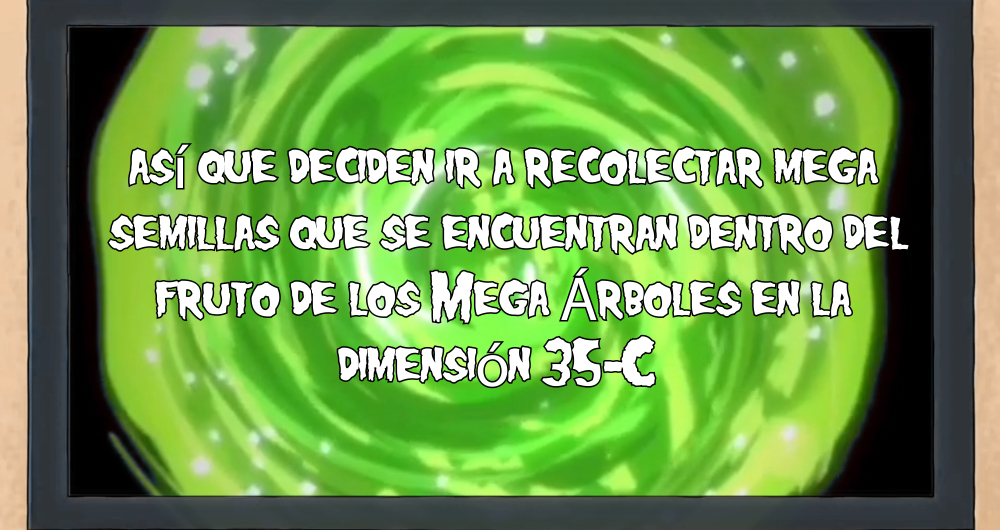 así que deciden ir a recolectar mega
semillas que se encuentran dentro del
fruto de los Mega Árboles en la
dimensión 35-C